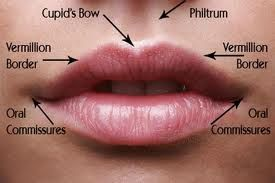 Cupid's Bow
Philtrum
Vermillion
Border
Vermillion
Border
Oral
Commissures
Oral
Commissures